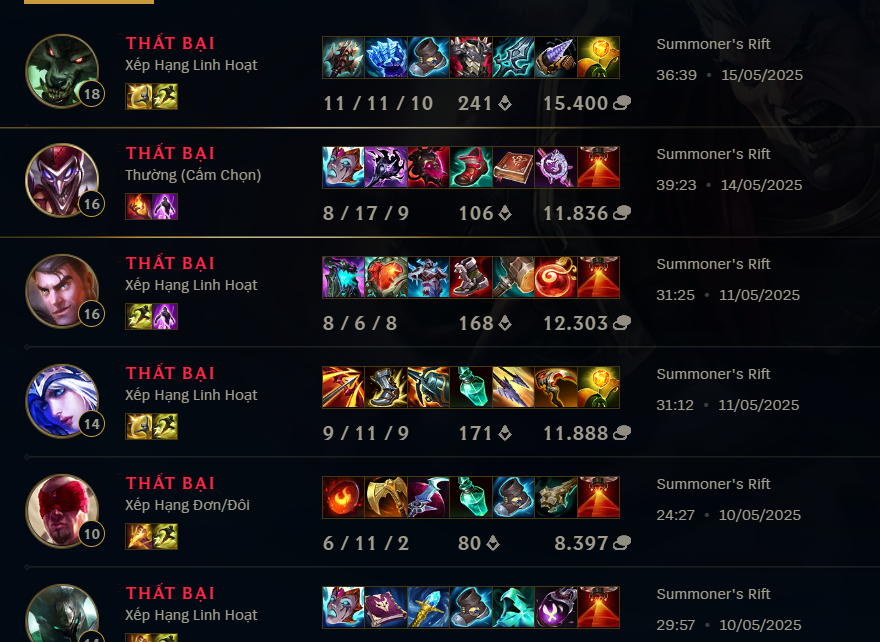 THẤT BẠI
Xếp Hạng Linh Hoạt
18
11 / 11 / 10 241 15.400
Summoner's Rift
36:39 • 15/05/2025
THẤT BẠI
Thường (Cấm Chọn)
16
8 / 17 / 9 106 11.836
Summoner's Rift
39:23 • 14/05/2025
THẤT BẠI
Xếp Hạng Linh Hoạt
16
8 / 6 / 8 168 12.303
Summoner's Rift
31:25 • 11/05/2025
THẤT BẠI
Xếp Hạng Linh Hoạt
14
9 / 11 / 9 171 11.888
Summoner's Rift
31:12 • 11/05/2025
THẤT BẠI
Xếp Hạng Đơn/Đôi
10
6 / 11 / 2 80 8.397
Summoner's Rift
24:27 • 10/05/2025
THẤT BẠI
Xếp Hạng Linh Hoạt
Summoner's Rift
29:57 • 10/05/2025